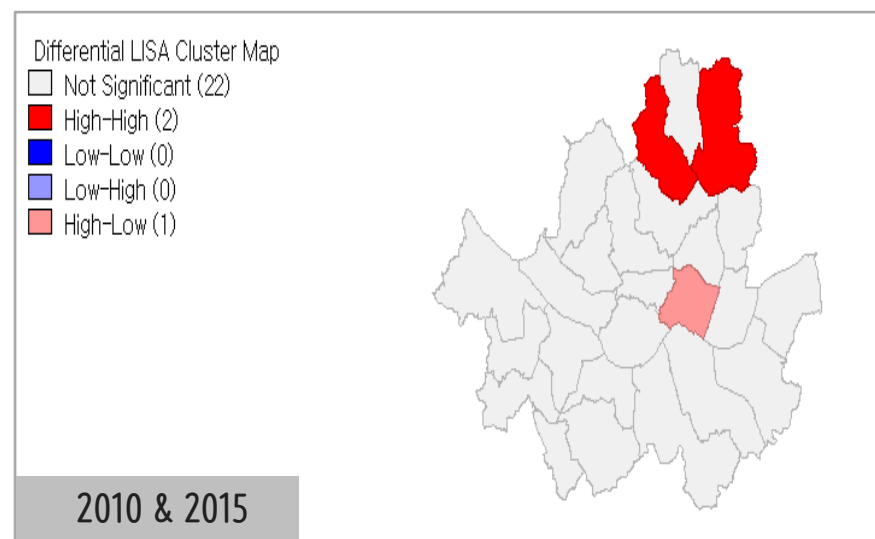 Differential LISA Cluster Map
Not Significant (22)
High-High (2)
Low-Low (0)
Low-High (0)
High-Low (1)
2010 & 2015